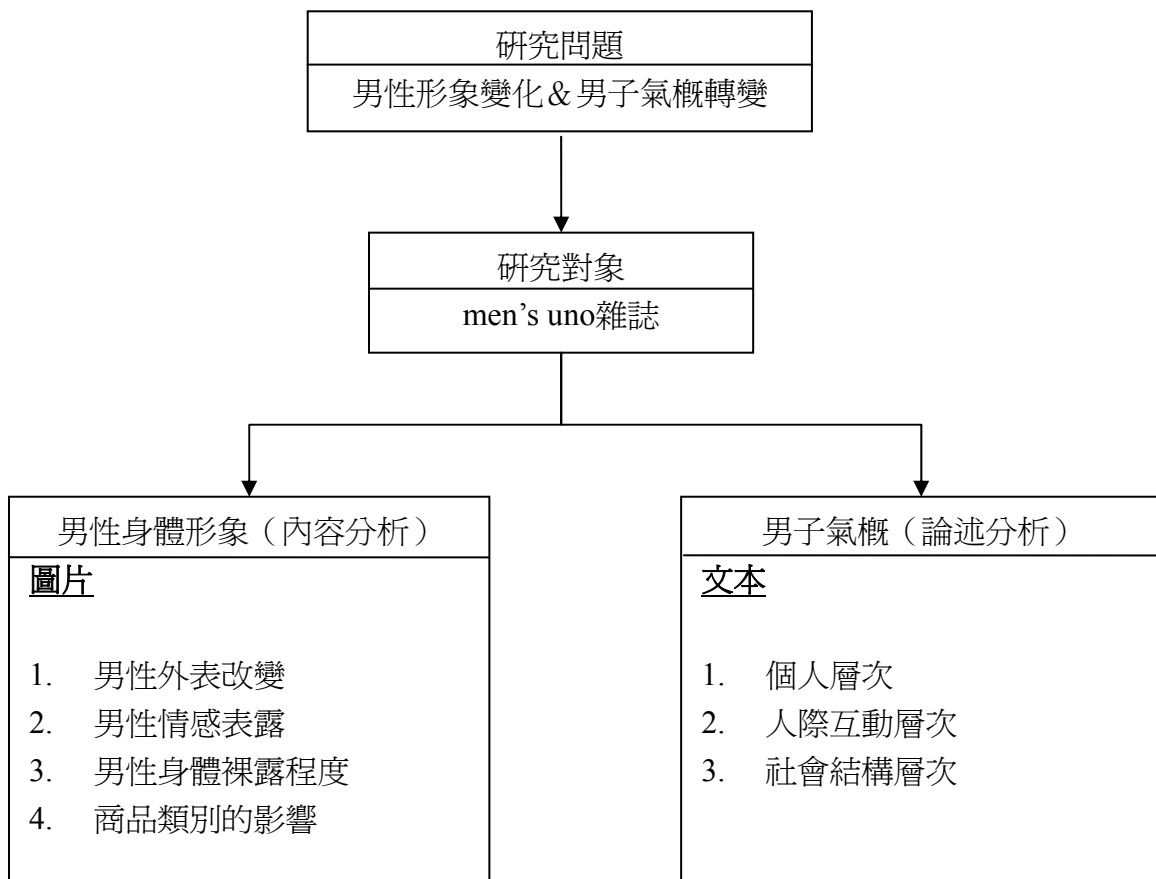 研究問題
男性形象變化＆男子氣概轉變
研究對象
men’s uno雜誌
男性身體形象（內容分析）
圖片
1. 男性外表改變
2. 男性情感表露
3. 男性身體裸露程度
4. 商品類別的影響
男子氣概（論述分析）
文本
1. 個人層次
2. 人際互動層次
3. 社會結構層次